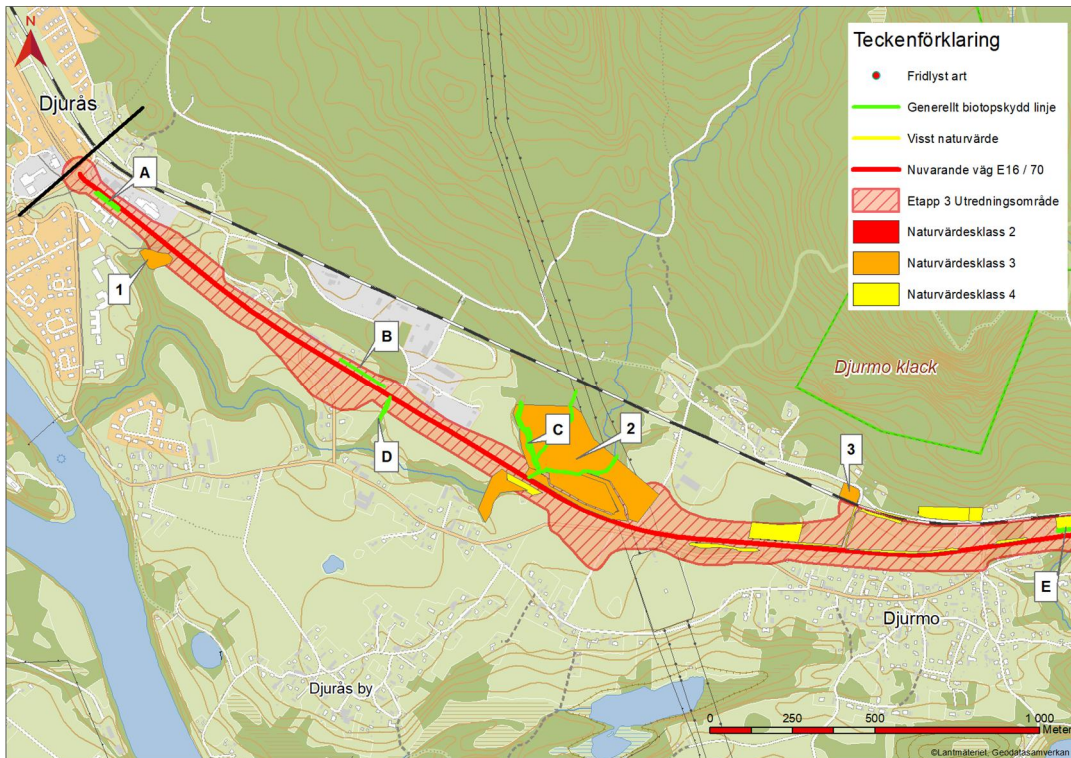 N
Djurås
A
1
B
D
C
2
3
E
Djurmo klack
Djurmo
Djurås by
Teckenförklaring
Fridlyst art
Generellt biotopskydd linje
Visst naturvärde
Nuvarande väg E16 / 70
Etapp 3 Utredningsområde
Naturvärdesklass 2
Naturvärdesklass 3
Naturvärdesklass 4
0 250 500 1 000
Meter
©Lantmäteriet, Geodatasamverkan